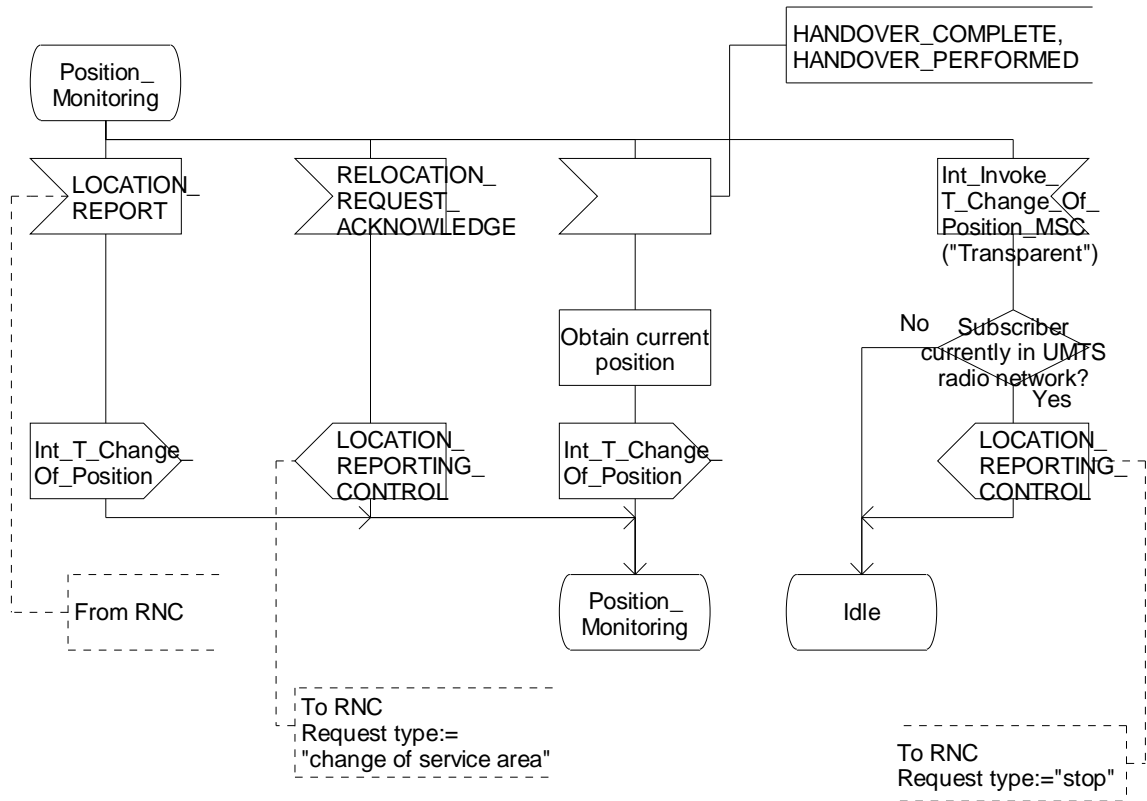 HANDOVER_COMPLETE,
HANDOVER_PERFORMED
Position_
Monitoring
LOCATION_
REPORT
RELOCATION_
REQUEST_
ACKNOWLEDGE
Int_Invoke_
T_Change_Of_
Position_MSC
("Transparent")
Obtain current
position
No
Subscriber
currently in UMTS
radio network?
Yes
Int_T_Change_
Of_Position
LOCATION_
REPORTING_
CONTROL
Int_T_Change_
Of_Position
LOCATION_
REPORTING_
CONTROL
From RNC
Position_
Monitoring
Idle
To RNC
Request type:=
"change of service area"
To RNC
Request type:="stop"